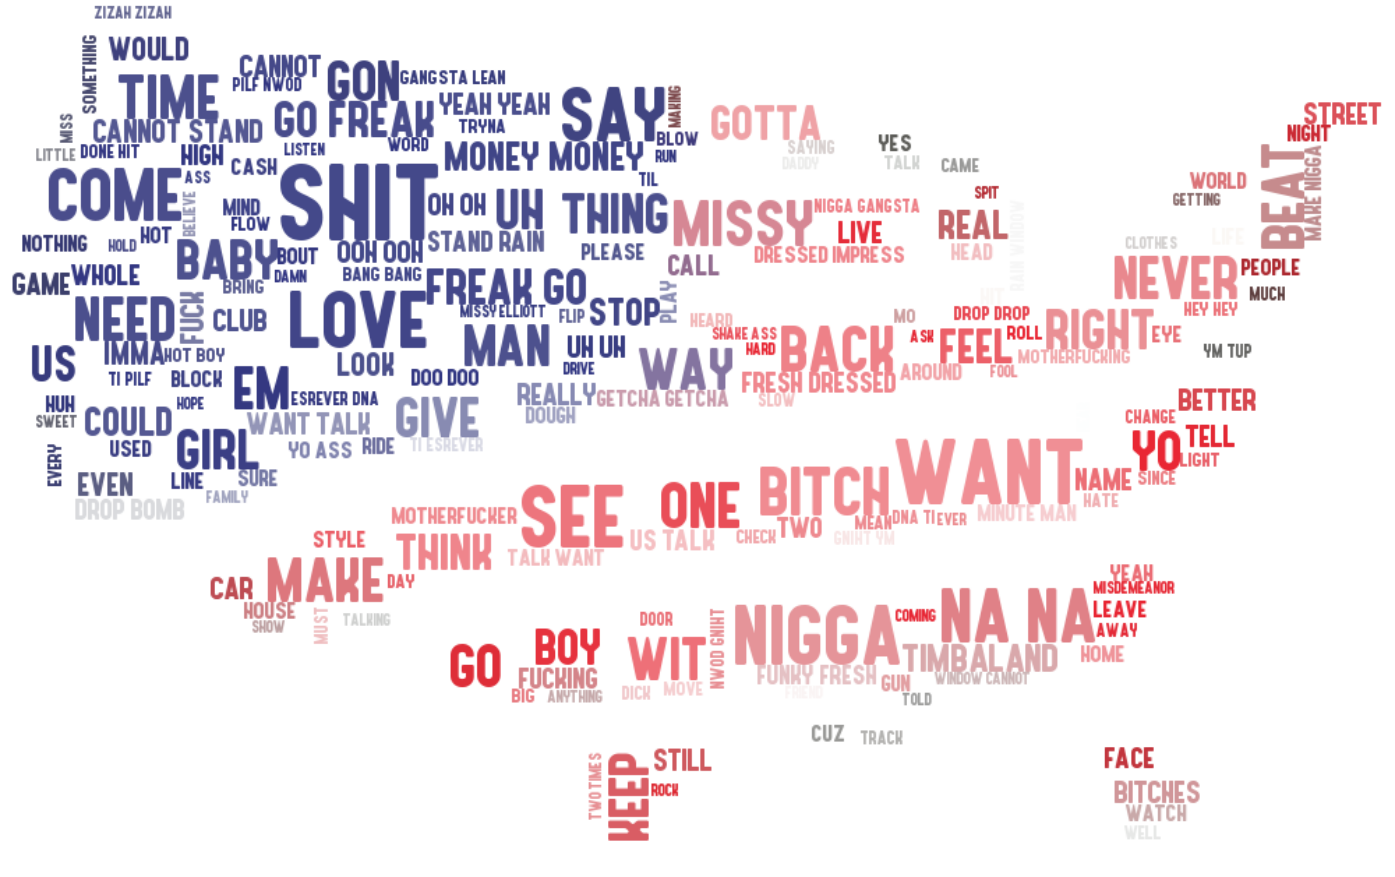 ZIZAH ZIZAH
SOMETHING
WOULD
CANNOT
PILF NWOD
GON
GANGSTA LEAN
TIME
GO FREAK
YEAH YEAH
TRYNA
SAY
MAKING
GOTTA
SAYING
DADDY
YES
TALK
CAME
STREET
NIGHT
MISS
CANNOT STAND
LISTEN
WORD
BLOW
RUN
LITTLE
DONE HIT
HIGH
ASS
CASH
SHIT
MONEY MONEY
TIL
SPIT
WORLD
GETTING
BEAT
MAKE NIGGA
COME
BELIEVE
MIND
FLOW
OH OH
UH
THING
MISSY
NIGGA GANGSTA
LIVE
REAL
HEAD
RAIN WINDOW
CLOTHES
LIFE
NOTHING
HOLD
HOT
BOUT
OOH OOH
STAND RAIN
PLEASE
DRESSED IMPRESS
CALL
GAME
WHOLE
BABY
BRING
DAMN
BANG BANG
FREAK GO
MISSY ELLIOTT
FLIP
STOP
PLAY
HEARD
HIT
NEVER
PEOPLE
MUCH
HEY HEY
NEED
FUCK
CLUB
LOVE
MAN
UH UH
DRIVE
SHAKE ASS
HARD
BACK
MO
ASK
DROP DROP
FEEL
ROLL
RIGHT
EYE
MOTHERFUCKING
YM TUP
US
IMMA
HOT BOY
TI PILF
BLOCK
LOOK
DOO DOO
REALLY
WAY
GETCHA GETCHA
FRESH DRESSED
SLOW
AROUND
FOOL
HUH
SWEET
COULD
HOPE
EM
ESREVER DNA
WANT TALK
GIVE
DOUGH
BETTER
CHANGE
EVERY
USED
GIRL
YO ASS
RIDE
TI ESREVER
YO
TELL
LIGHT
EVEN
DROP BOMB
LINE
SURE
FAMILY
SEE
ONE
BITCH
WANT
NAME
SINCE
HATE
MOTHERFUCKER
US TALK
CHECK
TWO
MEAN
DNA TI
EVER
MINUTE MAN
GNIHT YM
STYLE
THINK
TALK WANT
CAR
MAKE
DAY
HOUSE
SHOW
MUST
TALKING
YEAH
MISDEMEANOR
LEAVE
AWAY
HOME
GO
BOY
FUCKING
BIG
ANYTHING
DOOR
WIT
DICK
MOVE
NWOD GNIHT
NIGGA
COMING
NA NA
TIMBALAND
FUNKY FRESH
FRIEND
GUN
WINDOW CANNOT
TOLD
CUZ
TRACK
TWO TIMES
KEEP
STILL
ROCK
FACE
BITCHES
WATCH
WELL